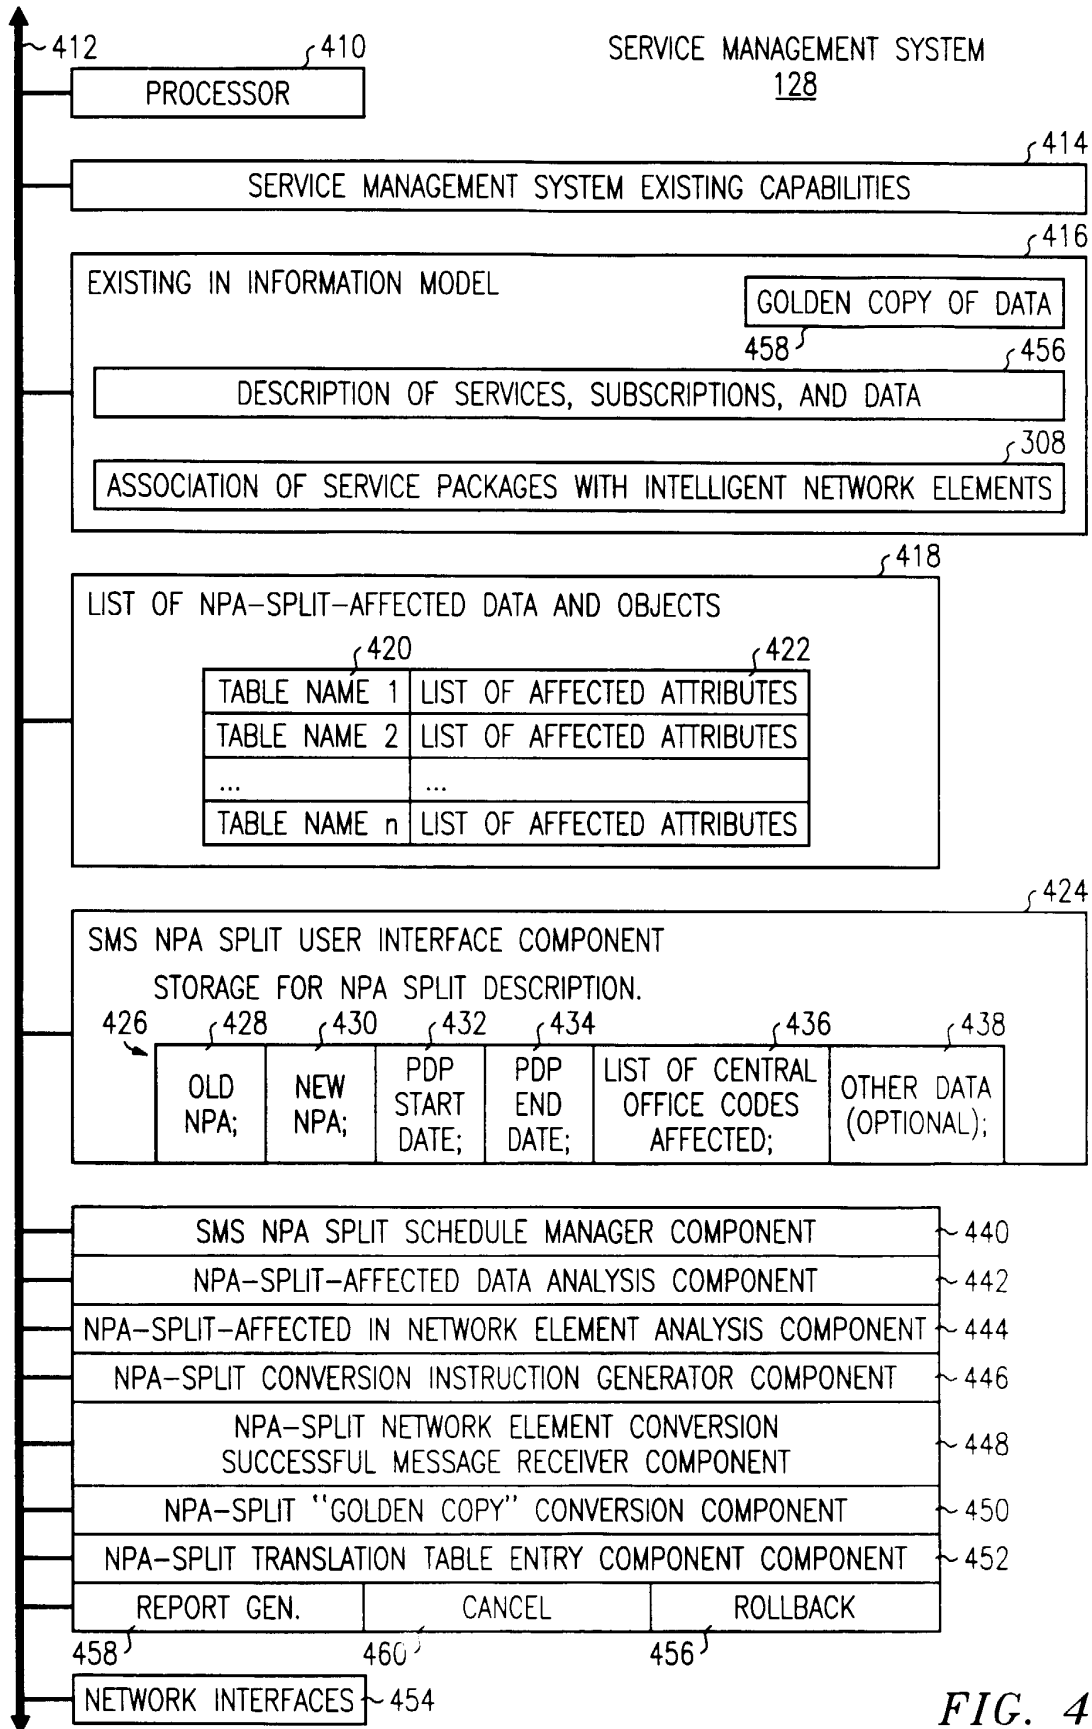 412
410
SERVICE MANAGEMENT SYSTEM
128
PROCESSOR
414
SERVICE MANAGEMENT SYSTEM EXISTING CAPABILITIES
416
EXISTING IN INFORMATION MODEL
GOLDEN COPY OF DATA
458
456
DESCRIPTION OF SERVICES, SUBSCRIPTIONS, AND DATA
308
ASSOCIATION OF SERVICE PACKAGES WITH INTELLIGENT NETWORK ELEMENTS
418
LIST OF NPA-SPLIT-AFFECTED DATA AND OBJECTS
420 422
TABLE NAME 1 LIST OF AFFECTED ATTRIBUTES
TABLE NAME 2 LIST OF AFFECTED ATTRIBUTES
... ...
TABLE NAME n LIST OF AFFECTED ATTRIBUTES
424
SMS NPA SPLIT USER INTERFACE COMPONENT
STORAGE FOR NPA SPLIT DESCRIPTION.
426 428 430 432 434 436 438
OLD
NPA;
NEW
NPA;
PDP
START
DATE;
PDP
END
DATE;
LIST OF CENTRAL
OFFICE CODES
AFFECTED;
OTHER DATA
(OPTIONAL);
SMS NPA SPLIT SCHEDULE MANAGER COMPONENT 440
NPA-SPLIT-AFFECTED DATA ANALYSIS COMPONENT 442
NPA-SPLIT-AFFECTED IN NETWORK ELEMENT ANALYSIS COMPONENT 444
NPA-SPLIT CONVERSION INSTRUCTION GENERATOR COMPONENT 446
NPA-SPLIT NETWORK ELEMENT CONVERSION
SUCCESSFUL MESSAGE RECEIVER COMPONENT
448
NPA-SPLIT "GOLDEN COPY" CONVERSION COMPONENT 450
NPA-SPLIT TRANSLATION TABLE ENTRY COMPONENT COMPONENT 452
REPORT GEN. CANCEL ROLLBACK
458 460 456
NETWORK INTERFACES 454
FIG. 4